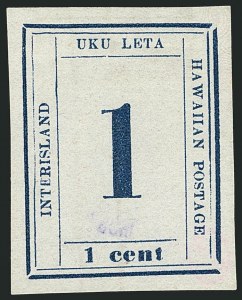 UKU LETA
INTERISLAND
1
HAWAIIAN POSTAGE
1 cent